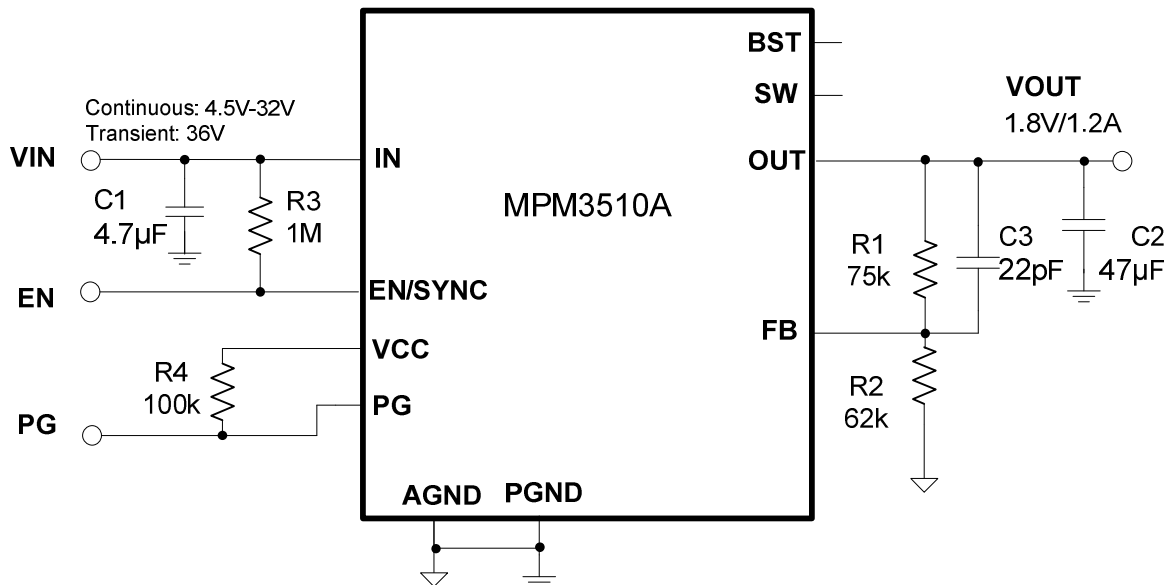 BST
SW
VOUT
1.8V/1.2A
Continuous: 4.5V-32V
Transient: 36V
VIN
IN
OUT
MPM3510A
C1
4.7µF
R3
1M
R1
75k
C3
22pF
C2
47µF
EN
EN/SYNC
FB
VCC
R4
100k
R2
62k
PG
PG
AGND
PGND